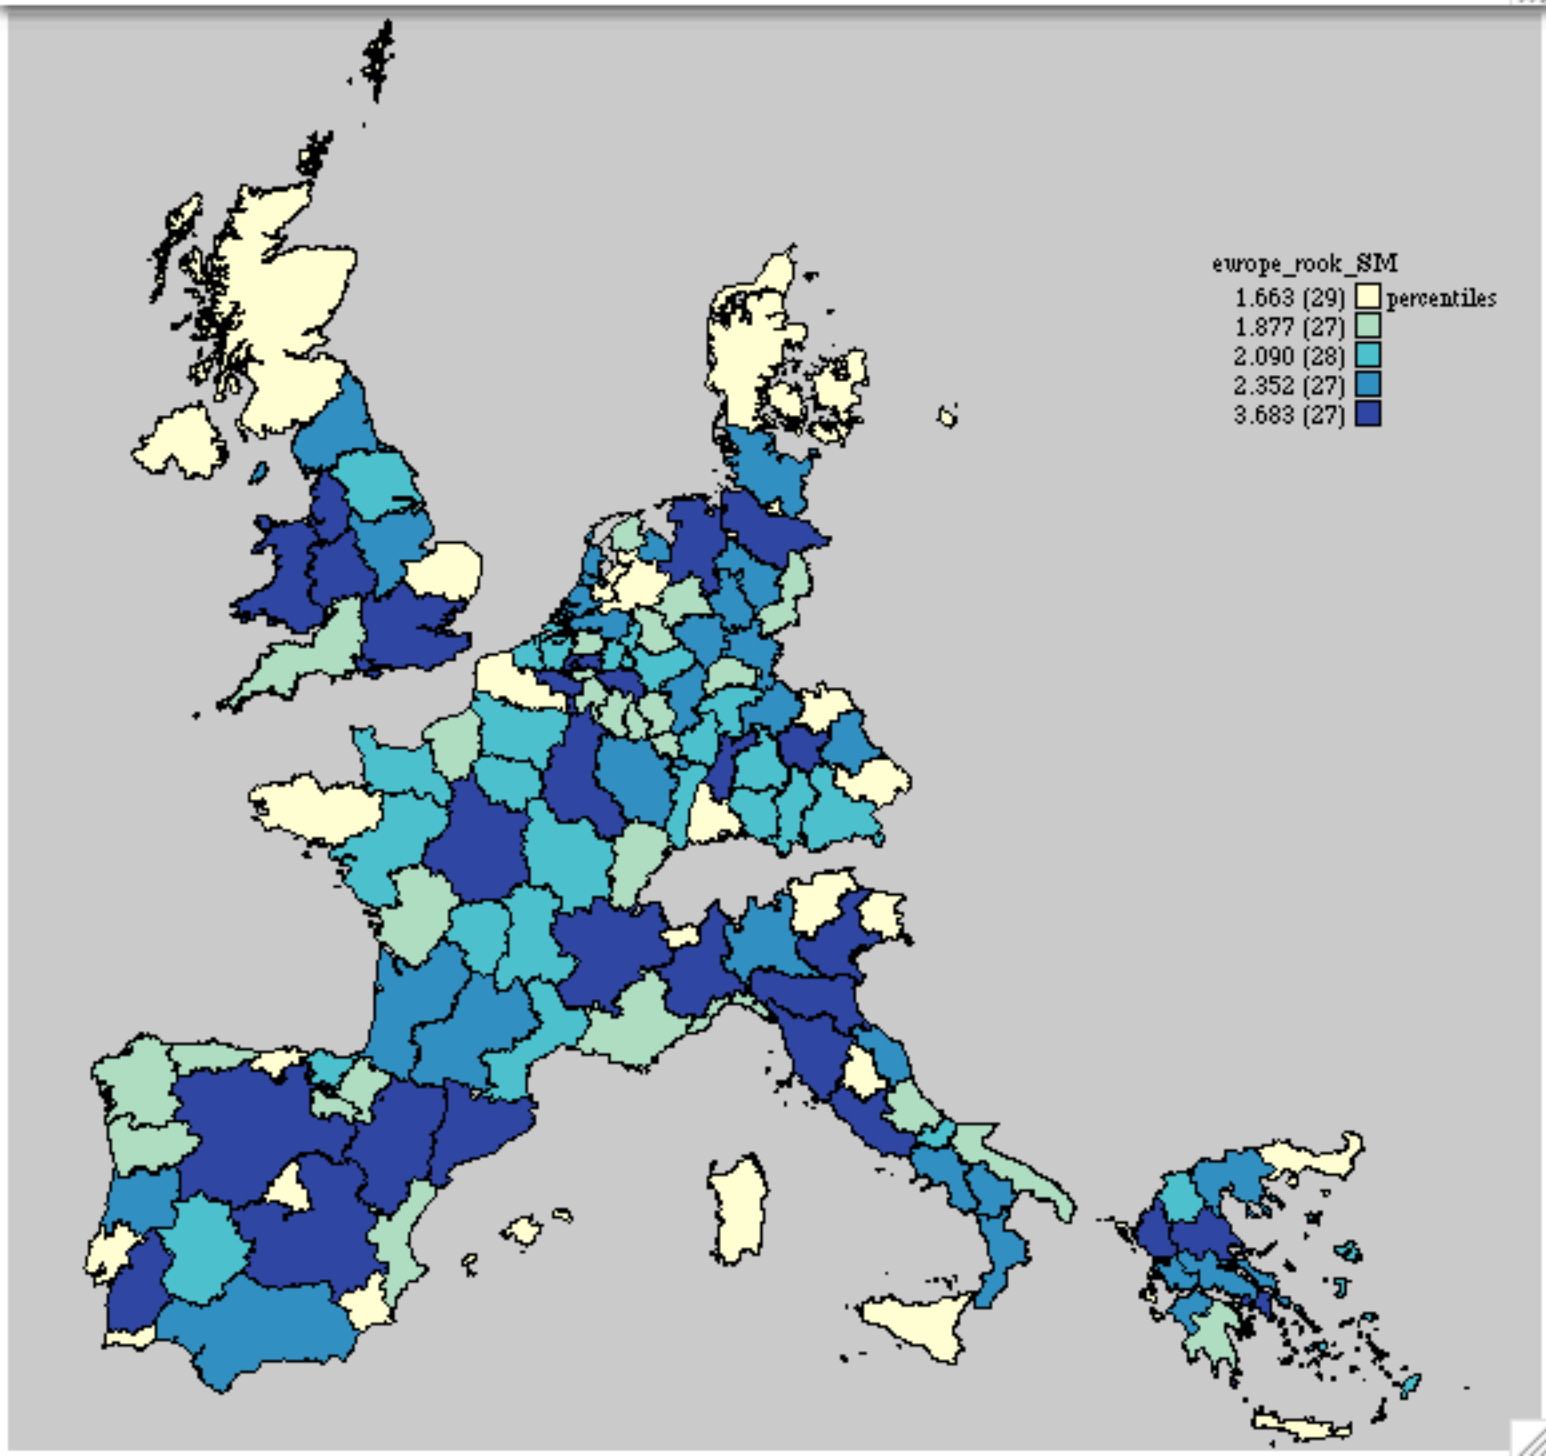 europe_rook_SM
1.663 (29) percentiles
1.877 (27)
2.090 (28)
2.352 (27)
3.683 (27)